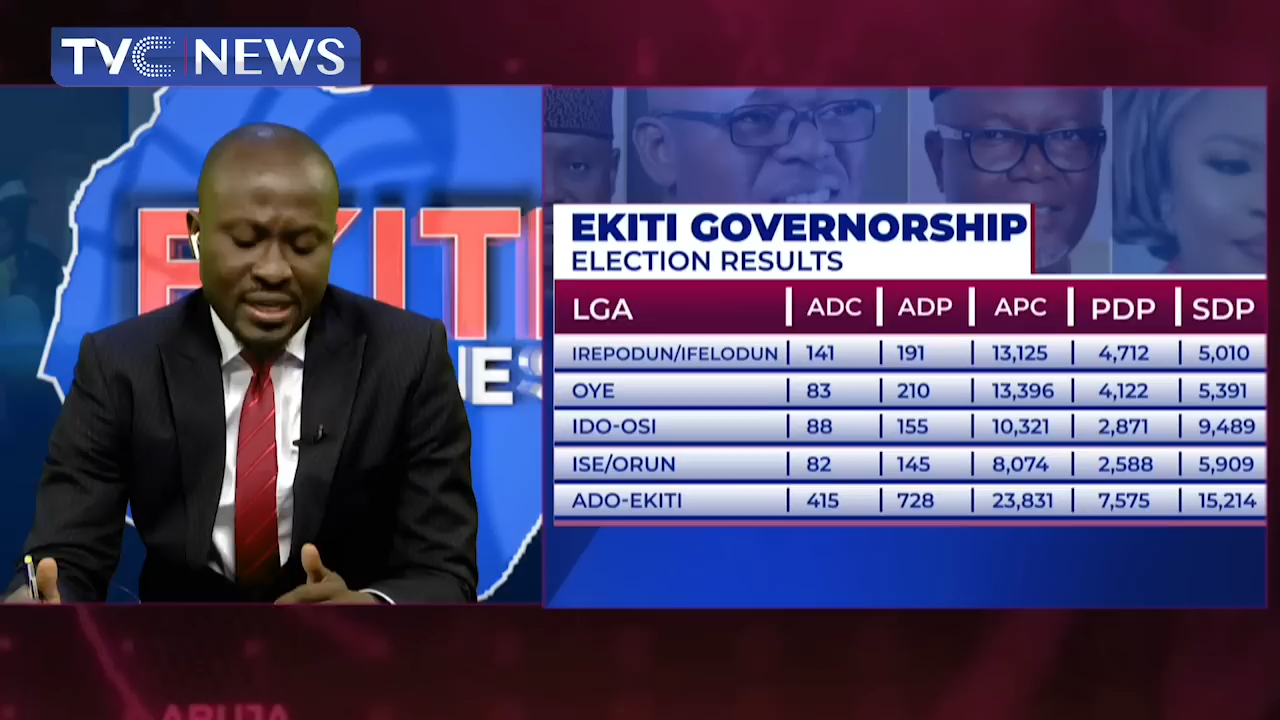 TVC NEWS
EKITI
EKITI GOVERNORSHIP
ELECTION RESULTS
LGA ADC ADP APC PDP SDP
IREPODUN/IFELODUN 141 191 13,125 4,712 5,010
OYE 83 210 13,396 4,122 5,391
IDO-OSI 88 155 10,321 2,871 9,489
ISE/ORUN 82 145 8,074 2,588 5,909
ADO-EKITI 415 728 23,831 7,575 15,214
ABUJA